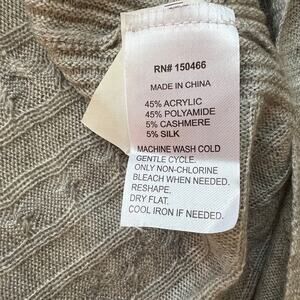 RN# 150466
MADE IN CHINA
45% ACRYLIC
45% POLYAMIDE
5% CASHMERE
5% SILK
MACHINE WASH COLD
GENTLE CYCLE.
ONLY NON-CHLORINE
BLEACH WHEN NEEDED.
RESHAPE.
DRY FLAT.
COOL IRON IF NEEDED.